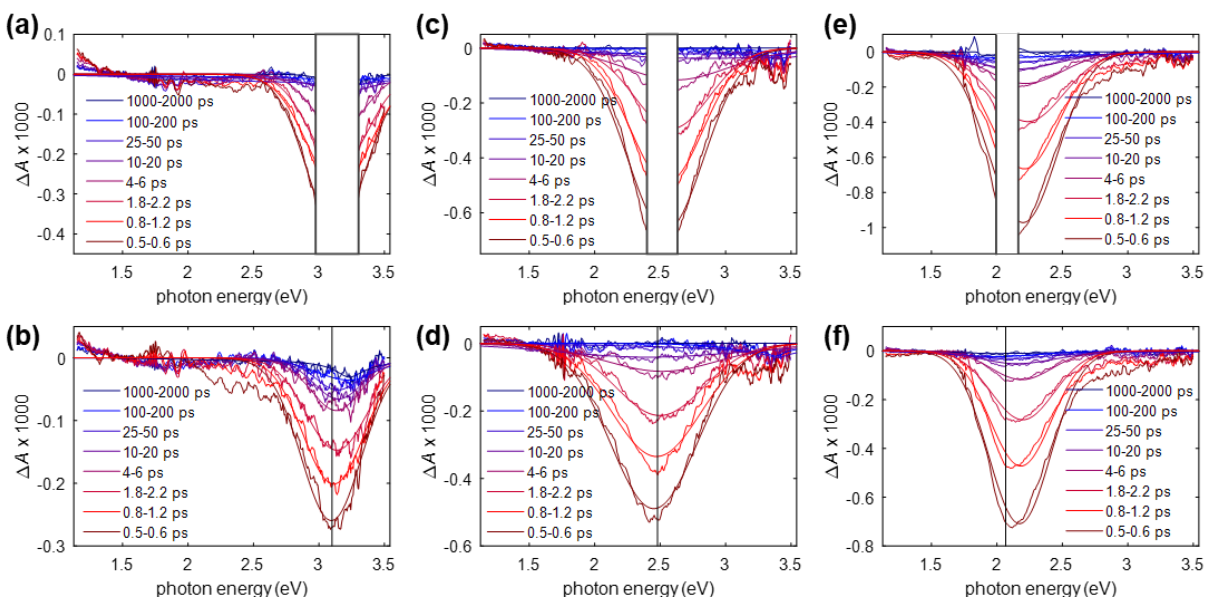 (a)
0.1
0
-0.1
-0.2
-0.3
-0.4
ΔA x 1000
1000-2000 ps
100-200 ps
25-50 ps
10-20 ps
4-6 ps
1.8-2.2 ps
0.8-1.2 ps
0.5-0.6 ps
1.5 2 2.5 3 3.5
photon energy (eV)
(c)
0
-0.2
-0.4
-0.6
ΔA x 1000
1000-2000 ps
100-200 ps
25-50 ps
10-20 ps
4-6 ps
1.8-2.2 ps
0.8-1.2 ps
0.5-0.6 ps
1.5 2 2.5 3 3.5
photon energy (eV)
(e)
0
-0.2
-0.4
-0.6
-0.8
-1
ΔA x 1000
1000-2000 ps
100-200 ps
25-50 ps
10-20 ps
4-6 ps
1.8-2.2 ps
0.8-1.2 ps
0.5-0.6 ps
1.5 2 2.5 3 3.5
photon energy (eV)
(b)
0
-0.1
-0.2
-0.3
ΔA x 1000
1000-2000 ps
100-200 ps
25-50 ps
10-20 ps
4-6 ps
1.8-2.2 ps
0.8-1.2 ps
0.5-0.6 ps
1.5 2 2.5 3 3.5
photon energy (eV)
(d)
0
-0.2
-0.4
-0.6
ΔA x 1000
1000-2000 ps
100-200 ps
25-50 ps
10-20 ps
4-6 ps
1.8-2.2 ps
0.8-1.2 ps
0.5-0.6 ps
1.5 2 2.5 3 3.5
photon energy (eV)
(f)
0
-0.2
-0.4
-0.6
-0.8
ΔA x 1000
1000-2000 ps
100-200 ps
25-50 ps
10-20 ps
4-6 ps
1.8-2.2 ps
0.8-1.2 ps
0.5-0.6 ps
1.5 2 2.5 3 3.5
photon energy (eV)